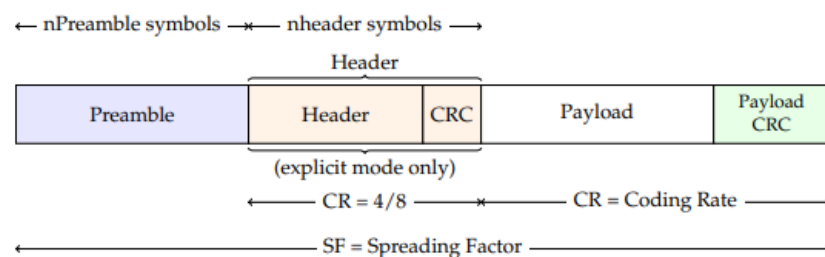 nPreamble symbols nheader symbols
Header
Preamble Header CRC Payload Payload CRC
(explicit mode only)
CR = 4/8 CR = Coding Rate
SF = Spreading Factor